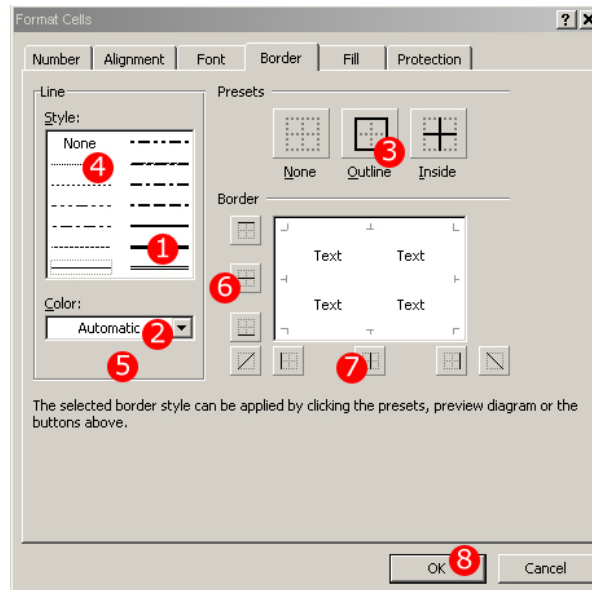 Format Cells ? X
Number Alignment Font Border Fill Protection
Line Presets
Style:
None
4
3
None Outline Inside
Border
1
Text Text
6
Text Text
Color:
Automatic 2
5 7
The selected border style can be applied by clicking the presets, preview diagram or the
buttons above.
OK 8 Cancel